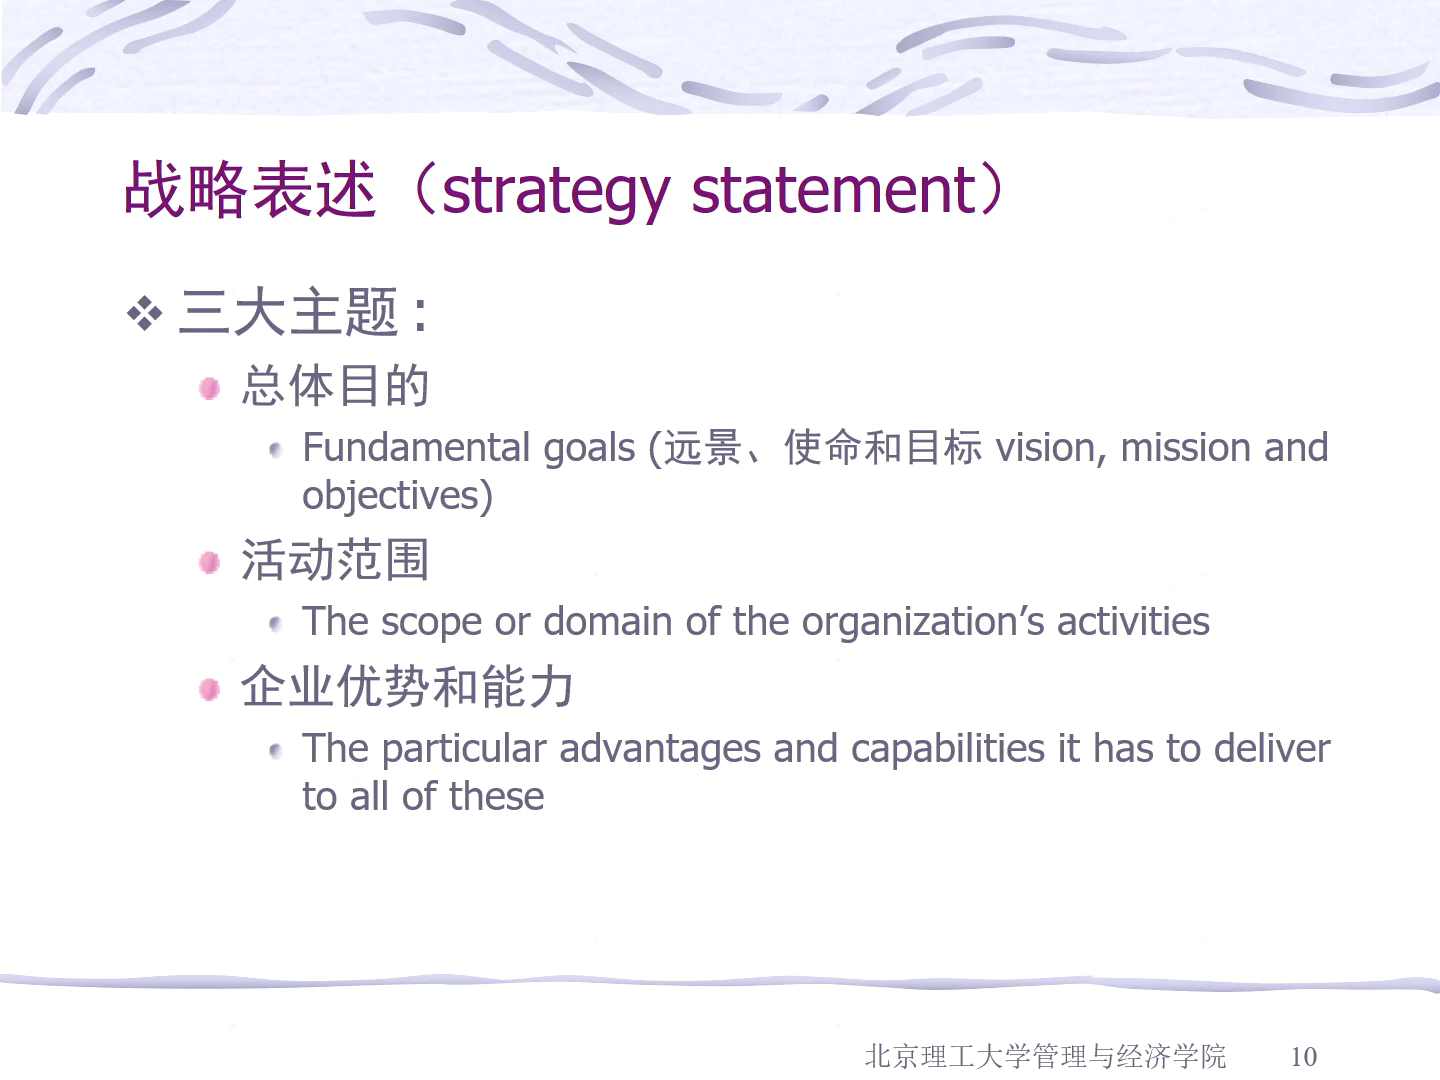 战略表述（strategy statement）
三大主题：
总体目的
Fundamental goals (远景、使命和目标 vision, mission and
objectives)
活动范围
The scope or domain of the organization’s activities
企业优势和能力
The particular advantages and capabilities it has to deliver
to all of these
北京理工大学管理与经济学院 10